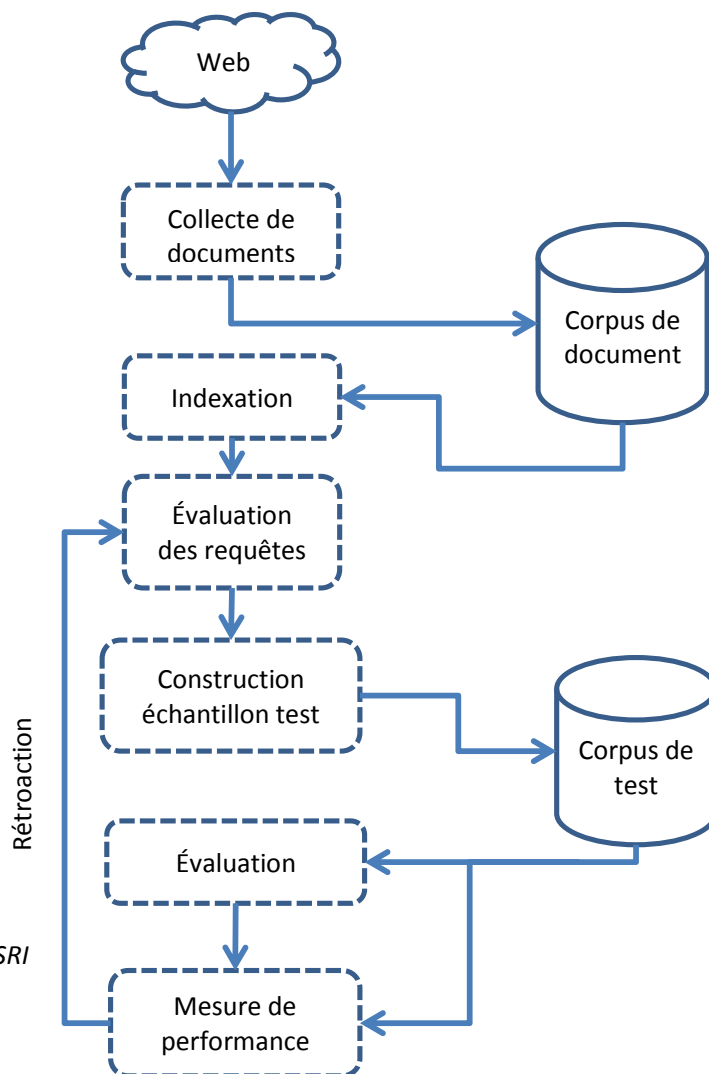 Web
Collecte de
documents
Corpus de
document
Indexation
Évaluation
des requêtes
Construction
échantillon test
Corpus de
test
Rétroaction
Évaluation
SRI
Mesure de
performance